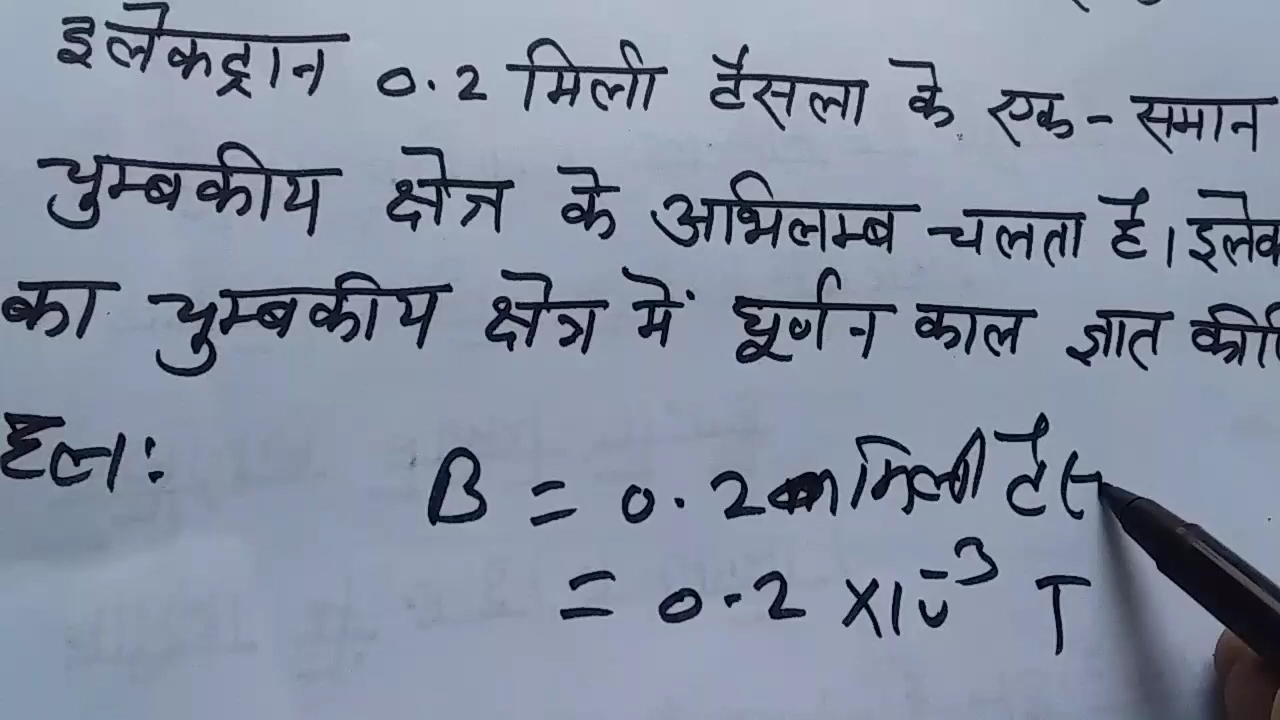 इलेकट्रान 0.2 मिली टैसला के एक-समान
चुम्बकीय क्षेत्र के अभिलम्ब चलता है। इलेक
का चुम्बकीय क्षेत्र में घूर्णन काल ज्ञात कीजि
हल:
B = 0.2 मिली टैस
= 0.2 × 10⁻³ T